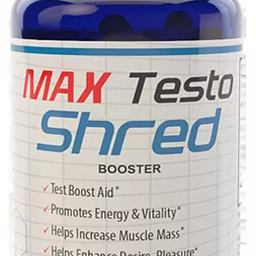 MAX Testo
Shred
BOOSTER
✓Test Boost Aid*
✓Promotes Energy & Vitality*
✓Helps Increase Muscle Mass*
✓Helps Enhance Desire, Pleasure*